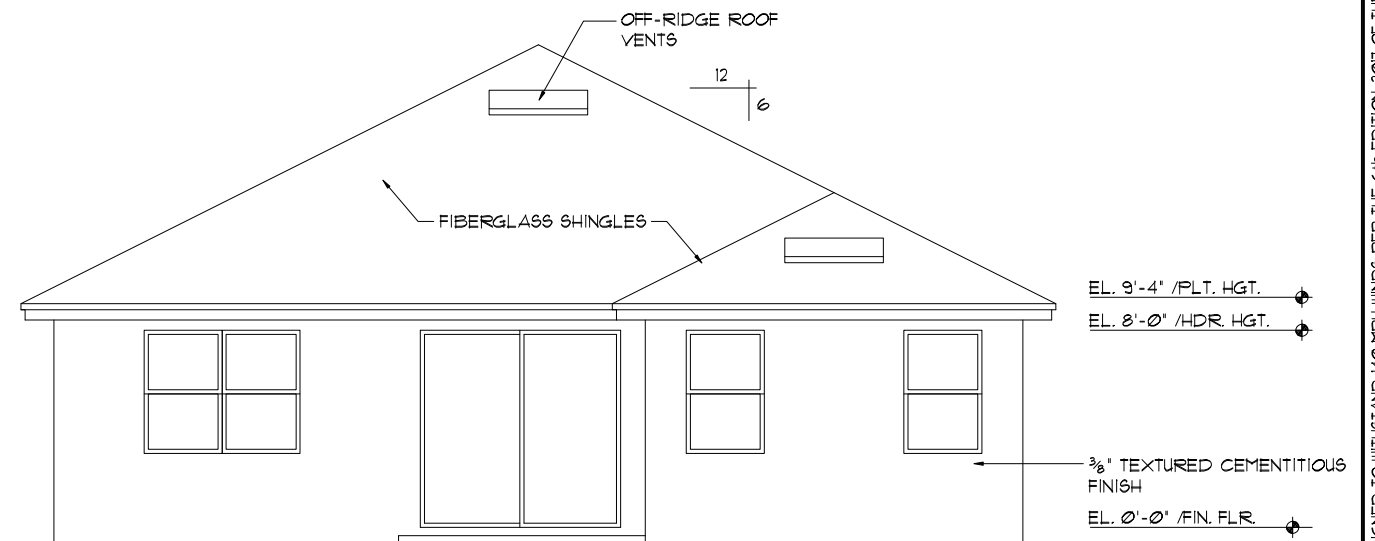 OFF-RIDGE ROOF
VENTS
12
6
FIBERGLASS SHINGLES
EL. 9'-4" /PLT. HGT.
EL. 8'-0" /HDR. HGT.
3/8" TEXTURED CEMENTITIOUS
FINISH
EL. 0'-0" /FIN. FLR.